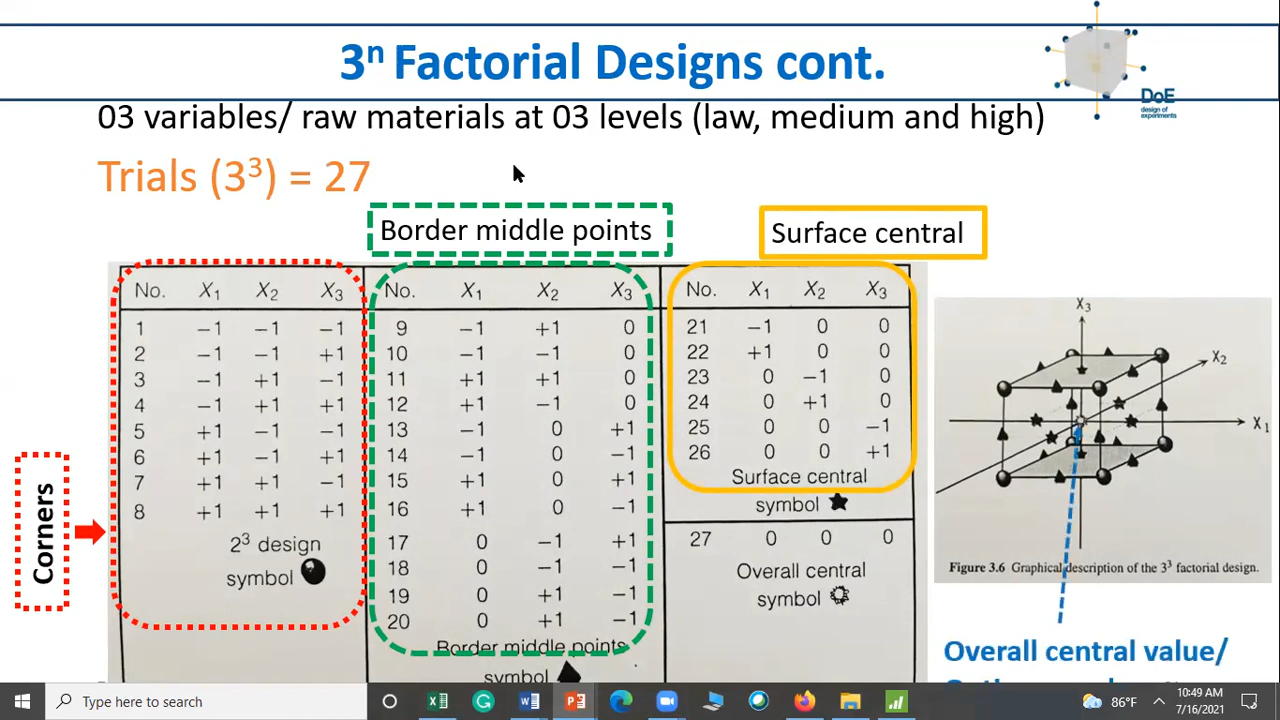 3ⁿ Factorial Designs cont.
DoE
design of
experiments
03 variables/ raw materials at 03 levels (law, medium and high)
Trials (3³) = 27
Border middle points
Surface central
Corners
No. X₁ X₂ X₃
1 −1 −1 −1
2 −1 −1 +1
3 −1 +1 −1
4 −1 +1 +1
5 +1 −1 −1
6 +1 −1 +1
7 +1 +1 −1
8 +1 +1 +1
2³ design
symbol
No. X₁ X₂ X₃
9 −1 +1 0
10 −1 −1 0
11 +1 +1 0
12 +1 −1 0
13 −1 0 +1
14 −1 0 −1
15 +1 0 +1
16 +1 0 −1
17 0 −1 +1
18 0 −1 −1
19 0 +1 −1
20 0 +1 −1
Border middle points
symbol
No. X₁ X₂ X₃
21 −1 0 0
22 +1 0 0
23 0 −1 0
24 0 +1 0
25 0 0 −1
26 0 0 +1
Surface central
symbol
27 0 0 0
Overall central
symbol
X₃
X₂
X₁
Figure 3.6 Graphical description of the 3³ factorial design.
Overall central value/
Type here to search
86°F
10:49 AM
7/16/2021